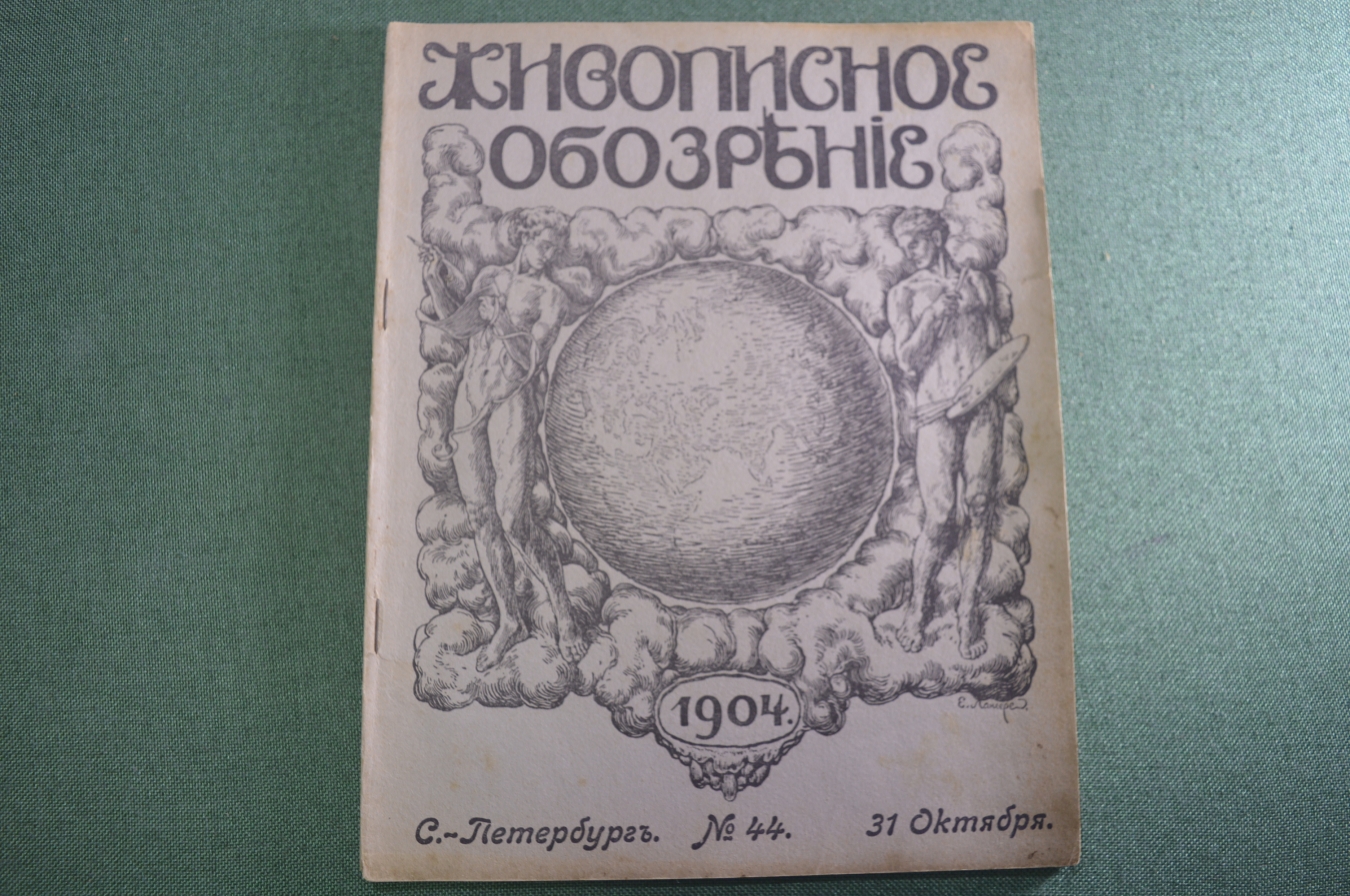 Живописное
Обозрѣніе
1904.
С.-Петербургъ. № 44. 31 Октября.